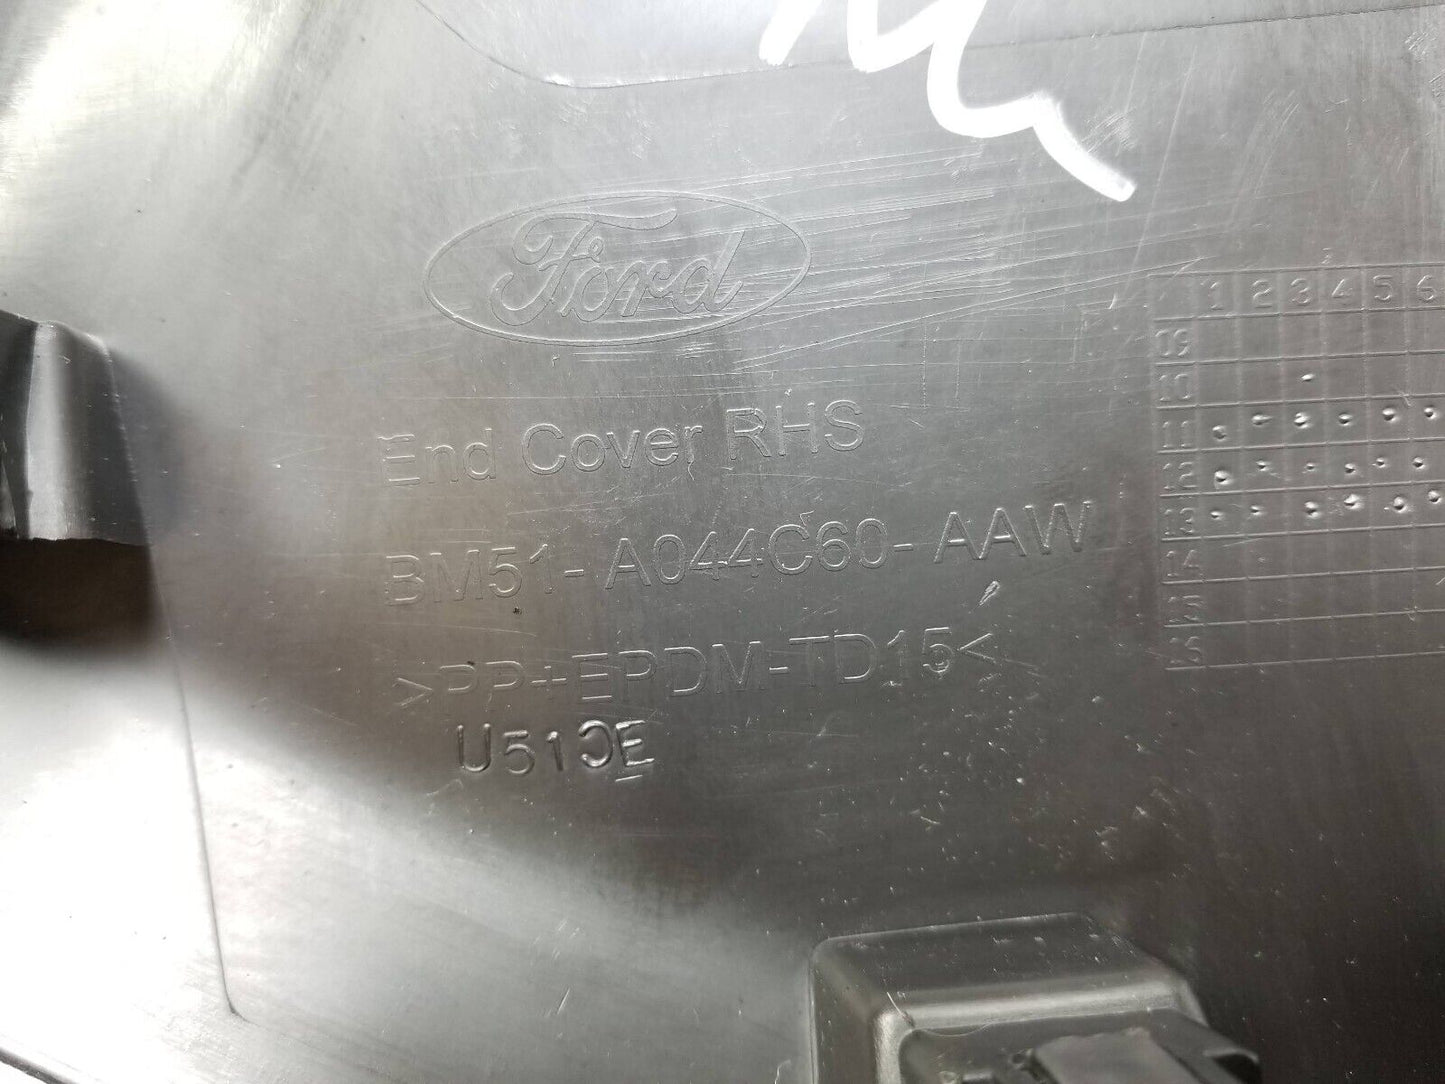 Ford
End Cover RHS
BM51- A044C60- AAW
>PP+EPDM-TD15<
U510E
1 2 3 4 5 6
09
10
11
12
13
14
15
16